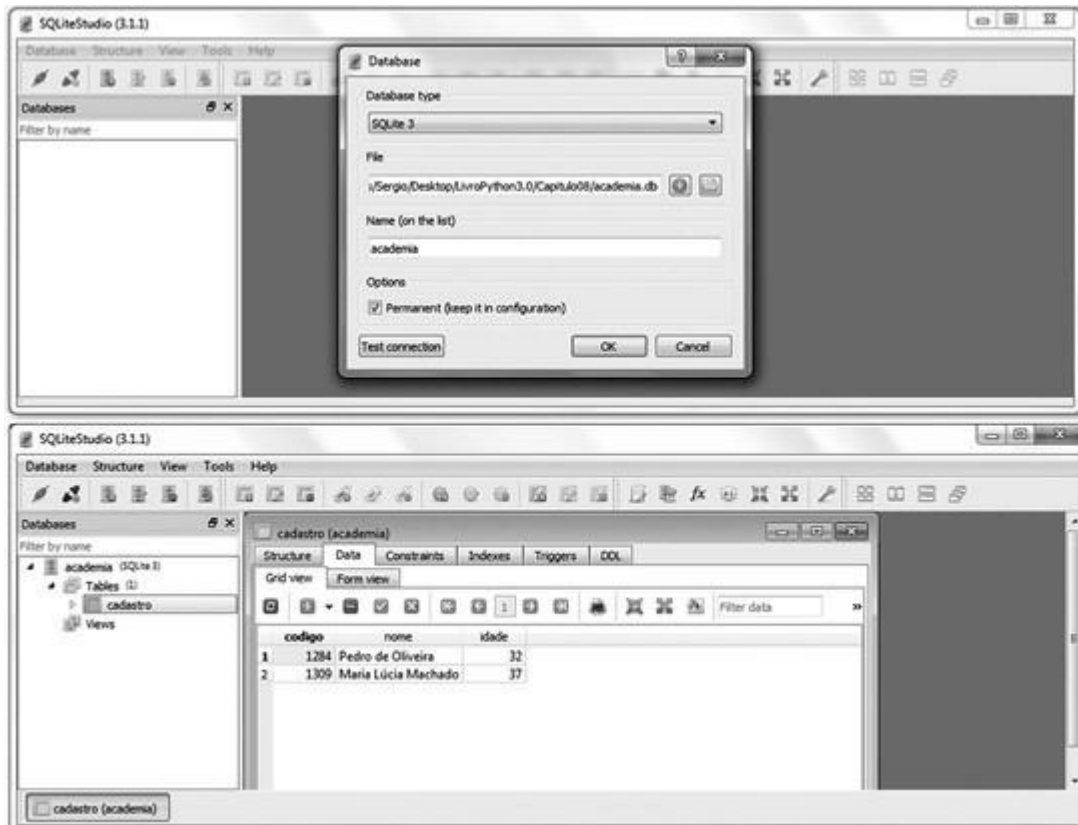 SQLiteStudio (3.1.1)
Database Structure View Tools Help
Databases
Filter by name
Database
Database type
SQLite 3
File
:/Sergio/Desktop/LivroPython3.0/Capitulo08/academia.db
Name (on the list)
academia
Options
Permanent (keep it in configuration)
Test connection
OK
Cancel
SQLiteStudio (3.1.1)
Database Structure View Tools Help
Databases
Filter by name
academia (SQLite 3)
Tables (1)
cadastro
Views
cadastro (academia)
Structure Data Constraints Indexes Triggers DDL
Grid view Form view
1
Filter data
codigo nome idade
1 1284 Pedro de Oliveira 32
2 1309 Maria Lúcia Machado 37
cadastro (academia)